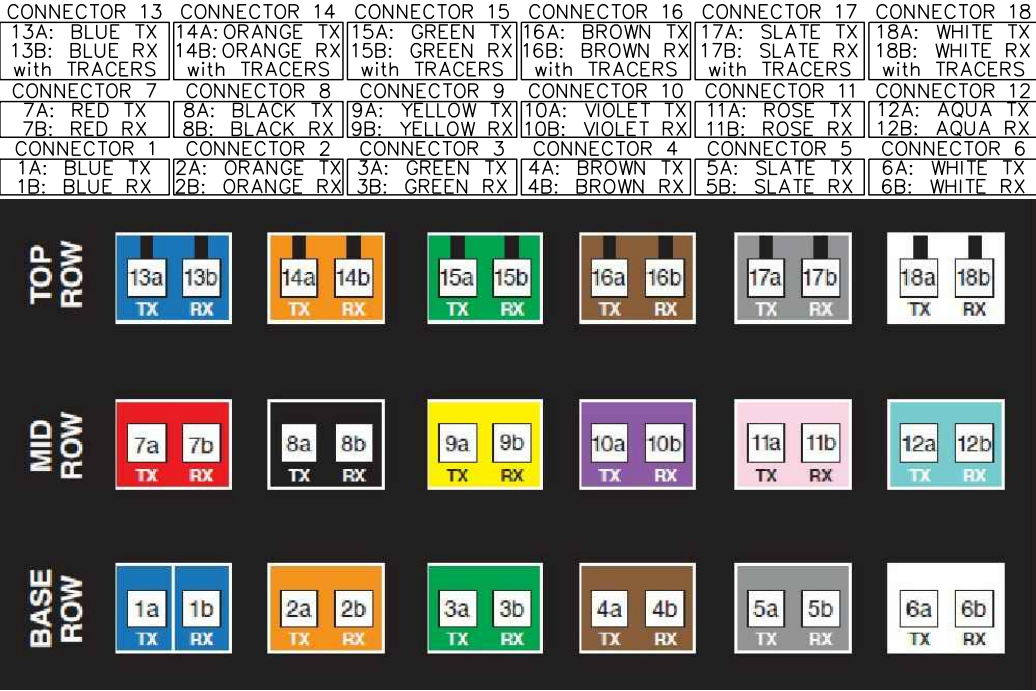 CONNECTOR 13 CONNECTOR 14 CONNECTOR 15 CONNECTOR 16 CONNECTOR 17 CONNECTOR 18
13A: BLUE TX 14A: ORANGE TX 15A: GREEN TX 16A: BROWN TX 17A: SLATE TX 18A: WHITE TX
13B: BLUE RX 14B: ORANGE RX 15B: GREEN RX 16B: BROWN RX 17B: SLATE RX 18B: WHITE RX
with TRACERS with TRACERS with TRACERS with TRACERS with TRACERS with TRACERS
CONNECTOR 7 CONNECTOR 8 CONNECTOR 9 CONNECTOR 10 CONNECTOR 11 CONNECTOR 12
7A: RED TX 8A: BLACK TX 9A: YELLOW TX 10A: VIOLET TX 11A: ROSE TX 12A: AQUA TX
7B: RED RX 8B: BLACK RX 9B: YELLOW RX 10B: VIOLET RX 11B: ROSE RX 12B: AQUA RX
CONNECTOR 1 CONNECTOR 2 CONNECTOR 3 CONNECTOR 4 CONNECTOR 5 CONNECTOR 6
1A: BLUE TX 2A: ORANGE TX 3A: GREEN TX 4A: BROWN TX 5A: SLATE TX 6A: WHITE TX
1B: BLUE RX 2B: ORANGE RX 3B: GREEN RX 4B: BROWN RX 5B: SLATE RX 6B: WHITE RX
TOP
ROW
13a 13b 14a 14b 15a 15b 16a 16b 17a 17b 18a 18b
TX RX TX RX TX RX TX RX TX RX TX RX
MID
ROW
7a 7b 8a 8b 9a 9b 10a 10b 11a 11b 12a 12b
TX RX TX RX TX RX TX RX TX RX TX RX
BASE
ROW
1a 1b 2a 2b 3a 3b 4a 4b 5a 5b 6a 6b
TX RX TX RX TX RX TX RX TX RX TX RX